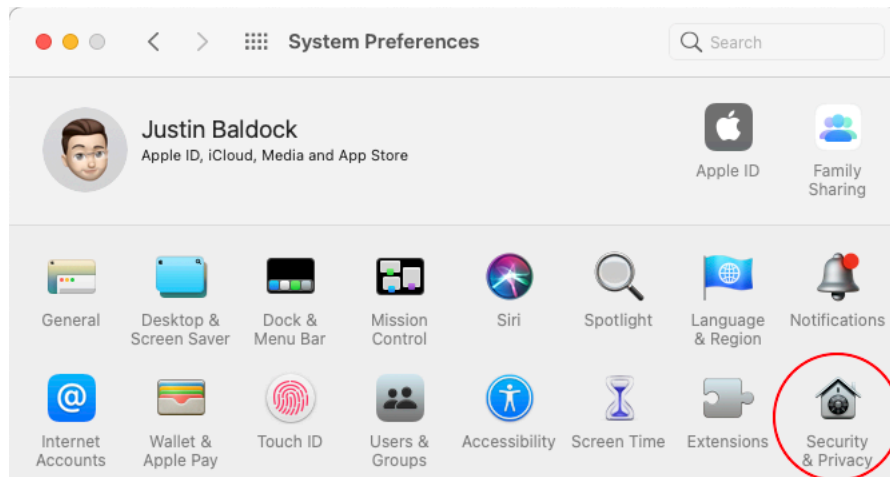 System Preferences
Search
Justin Baldock
Apple ID, iCloud, Media and App Store
Apple ID
Family
Sharing
General
Desktop &
Screen Saver
Dock &
Menu Bar
Mission
Control
Siri
Spotlight
Language
& Region
Notifications
Internet
Accounts
Wallet &
Apple Pay
Touch ID
Users &
Groups
Accessibility
Screen Time
Extensions
Security
& Privacy